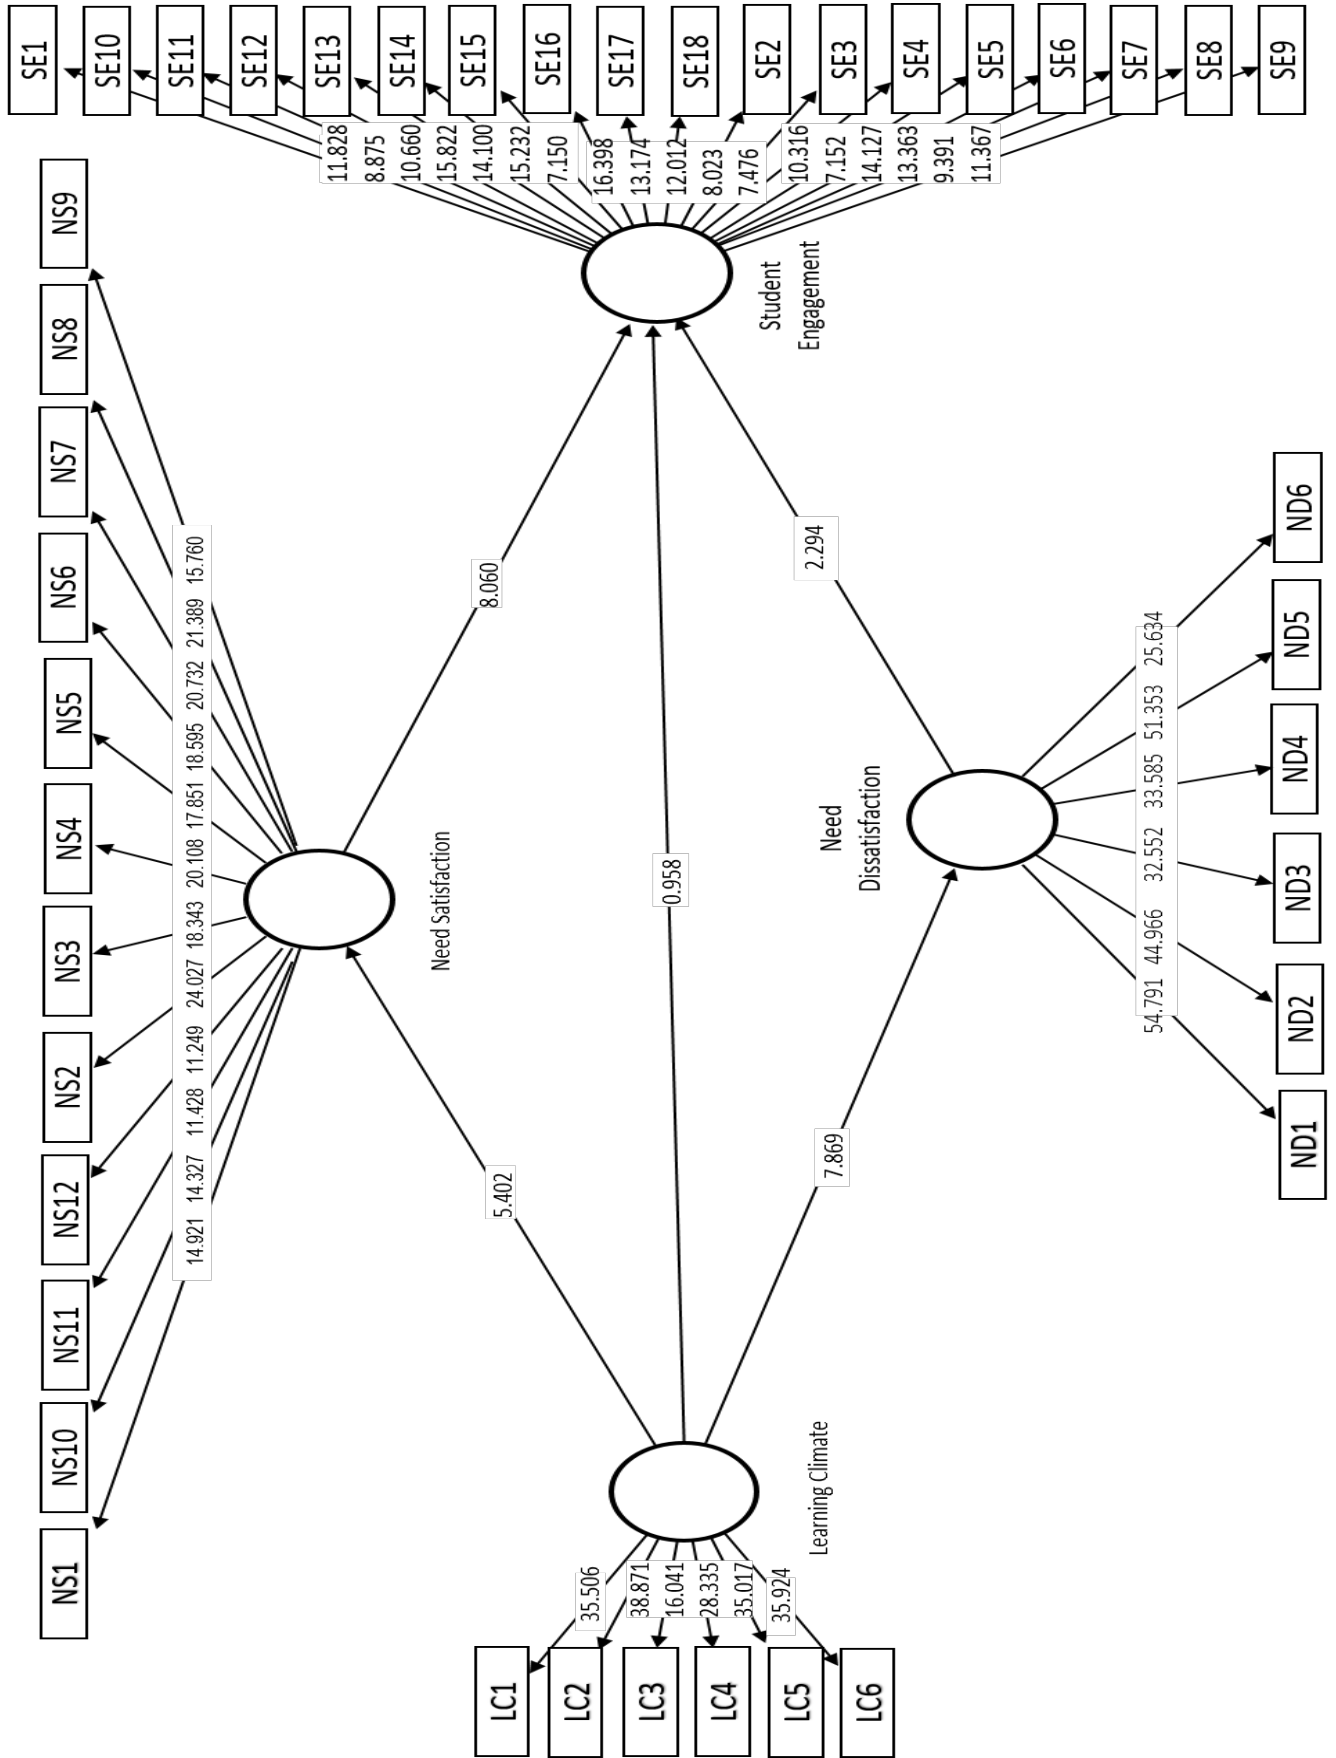 NS1 NS10 NS11 NS12 NS2 NS3 NS4 NS5 NS6 NS7 NS8 NS9
14.921 14.327 11.428 11.249 24.027 18.343 20.108 17.851 18.595 20.732 21.389 15.760
Need Satisfaction
5.402
8.060
LC1
LC2
LC3
LC4
LC5
LC6
35.506
38.871
16.041
28.335
35.017
35.924
Learning Climate
0.958
7.869
2.294
Need
Dissatisfaction
54.791 44.966 32.552 33.585 51.353 25.634
ND1 ND2 ND3 ND4 ND5 ND6
Student
Engagement
11.828
8.875
10.660
15.822
14.100
15.232
7.150
16.398
13.174
12.012
8.023
7.476
10.316
7.152
14.127
13.363
9.391
11.367
SE1
SE10
SE11
SE12
SE13
SE14
SE15
SE16
SE17
SE18
SE2
SE3
SE4
SE5
SE6
SE7
SE8
SE9